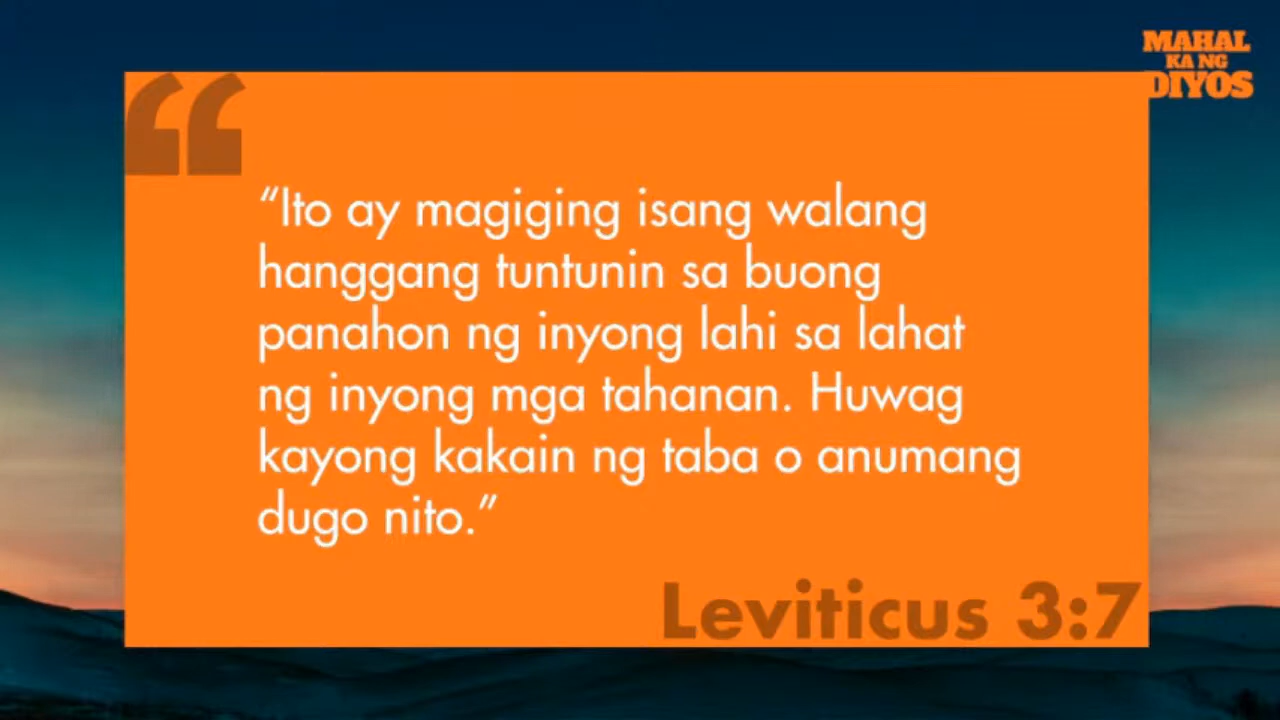 MAHAL
KA NG
DIYOS
“Ito ay magiging isang walang
hanggang tuntunin sa buong
panahon ng inyong lahi sa lahat
ng inyong mga tahanan. Huwag
kayong kakain ng taba o anumang
dugo nito.”
Leviticus 3:7